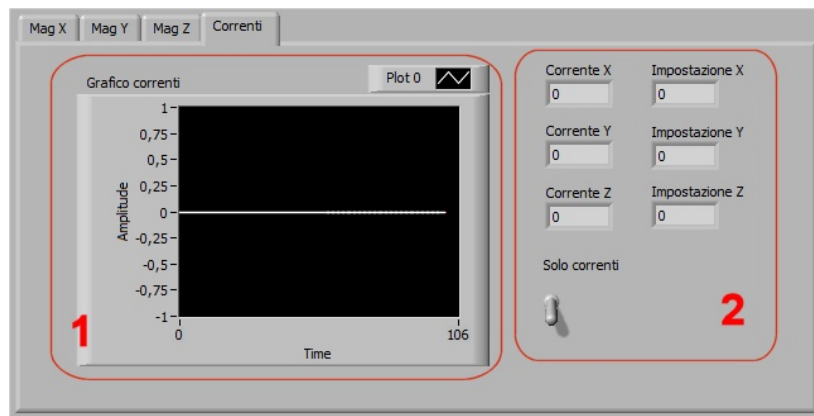 Mag X Mag Y Mag Z Correnti
Grafico correnti
Plot 0
1
0,75
0,5
0,25
0
-0,25
-0,5
-0,75
-1
Amplitude
0 106
Time
1
Corrente X Impostazione X
0 0
Corrente Y Impostazione Y
0 0
Corrente Z Impostazione Z
0 0
Solo correnti
2